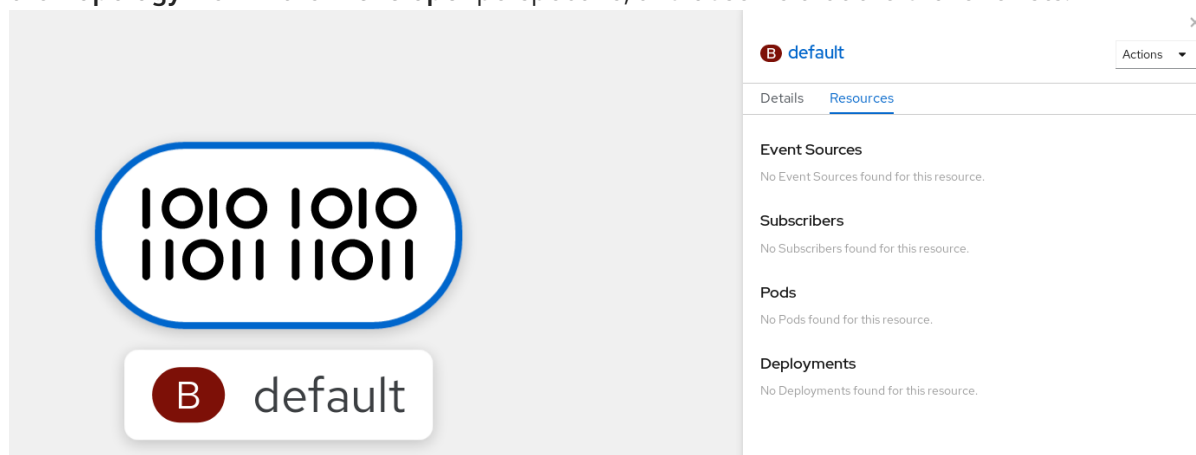 1010 1010
11011 11011
B default
B default
Actions
Details Resources
Event Sources
No Event Sources found for this resource.
Subscribers
No Subscribers found for this resource.
Pods
No Pods found for this resource.
Deployments
No Deployments found for this resource.